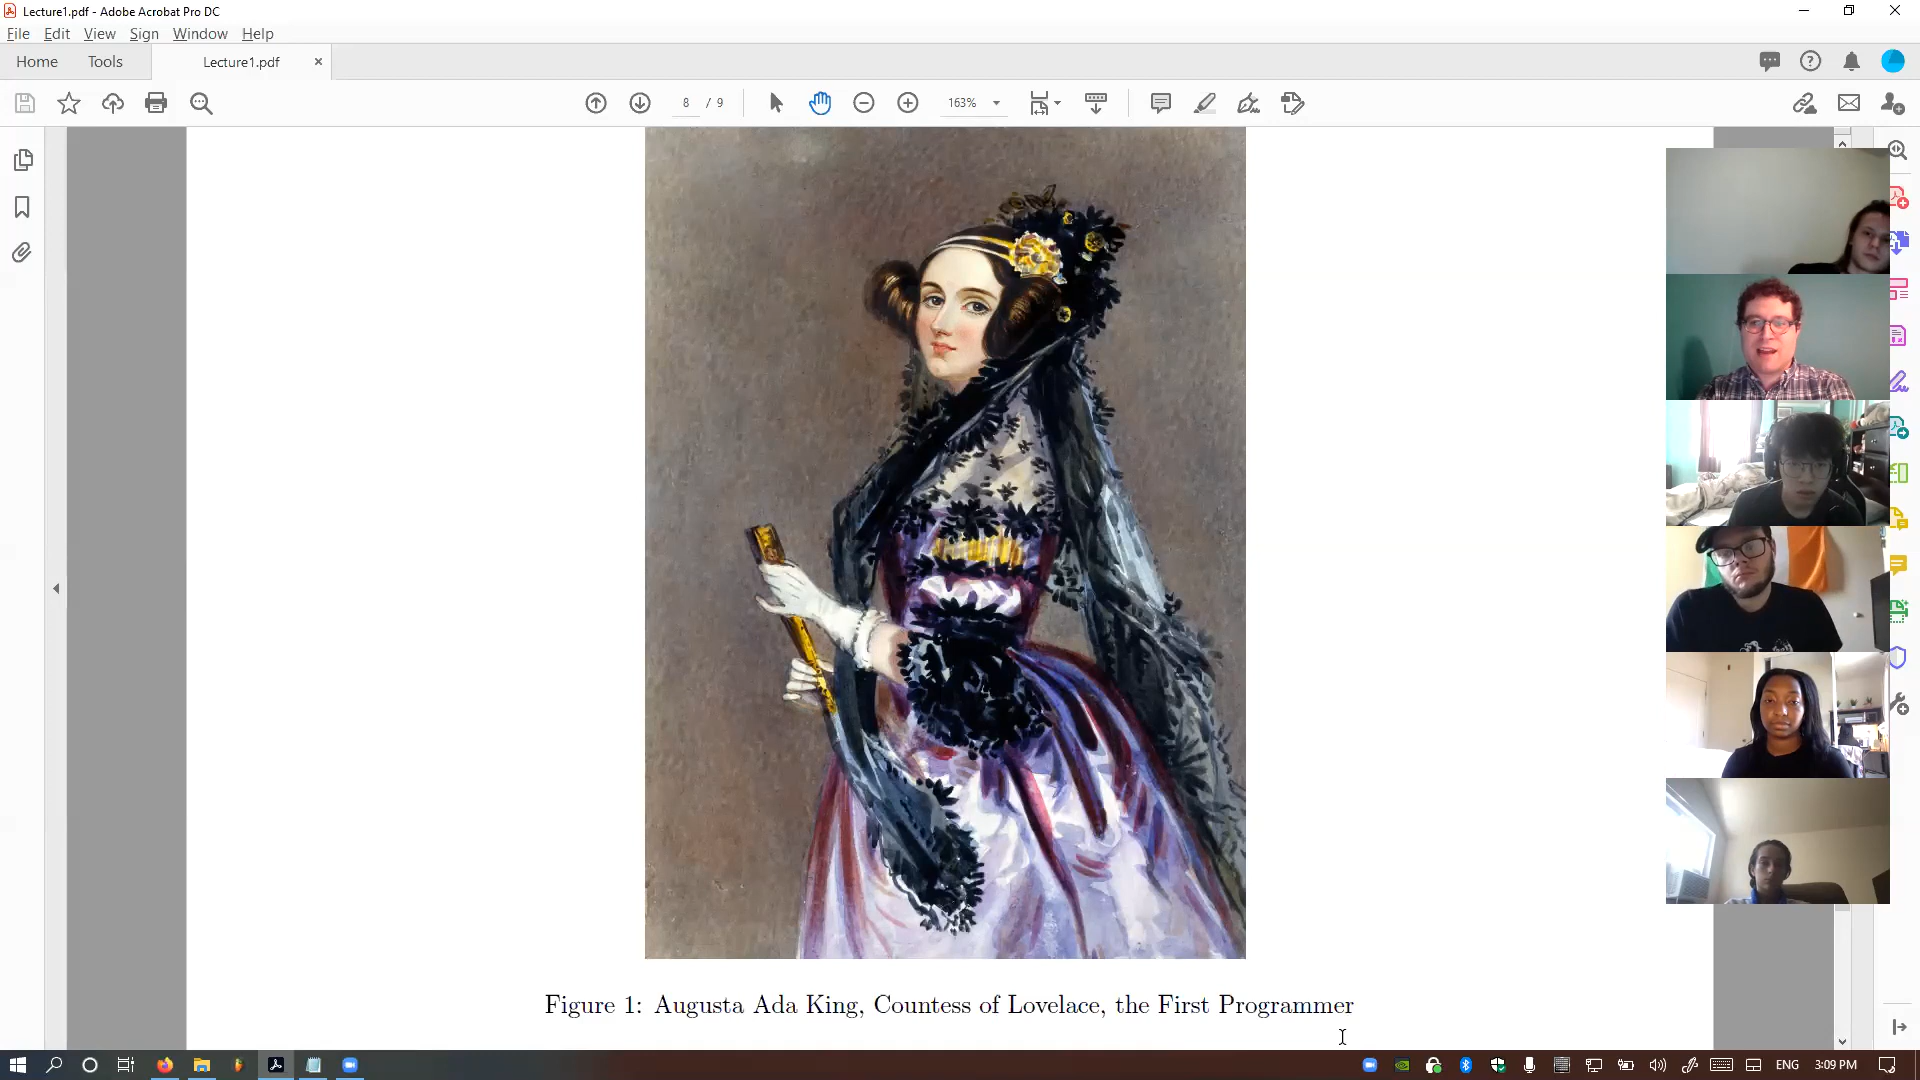 Lecture1.pdf - Adobe Acrobat Pro DC
File Edit View Sign Window Help
Home Tools Lecture1.pdf
8 / 9 163%
Figure 1: Augusta Ada King, Countess of Lovelace, the First Programmer
ENG 3:09 PM